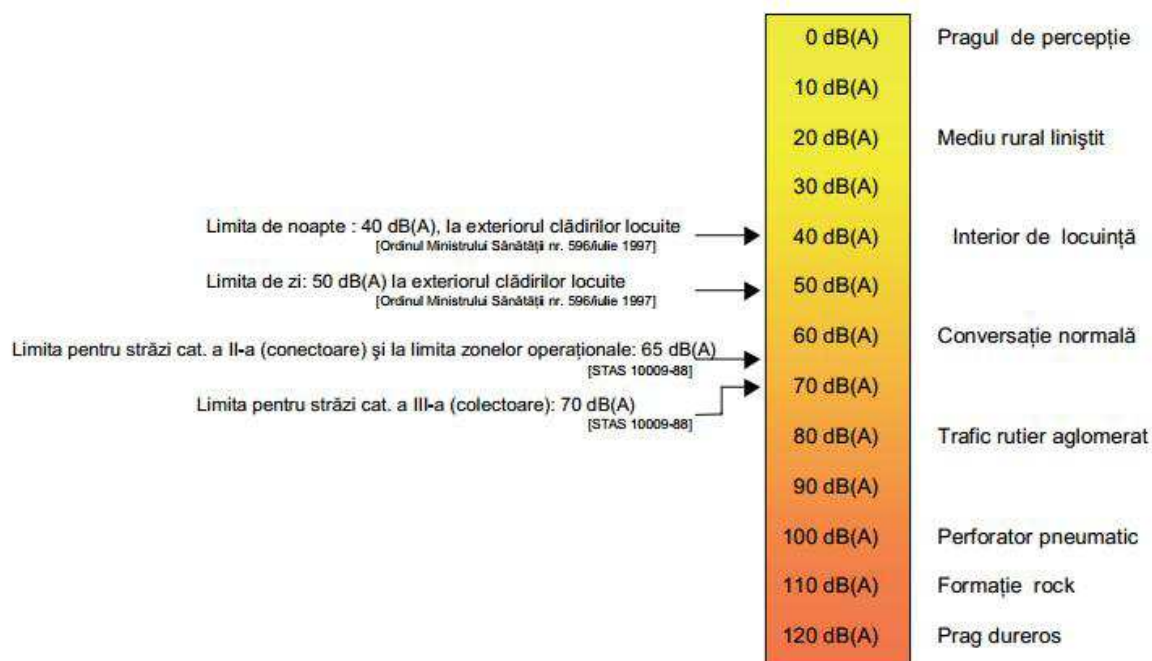 0 dB(A) Pragul de percepție
10 dB(A)
20 dB(A) Mediu rural liniştit
30 dB(A)
Limita de noapte : 40 dB(A), la exteriorul clădirilor locuite
[Ordinul Ministrului Sănătăţii nr. 596/iulie 1997]
40 dB(A) Interior de locuință
Limita de zi: 50 dB(A) la exteriorul clădirilor locuite
[Ordinul Ministrului Sănătăţii nr. 596/iulie 1997]
50 dB(A)
60 dB(A) Conversație normală
Limita pentru străzi cat. a II-a (conectoare) şi la limita zonelor operaționale: 65 dB(A)
[STAS 10009-88]
70 dB(A)
Limita pentru străzi cat. a III-a (colectoare): 70 dB(A)
[STAS 10009-88]
80 dB(A) Trafic rutier aglomerat
90 dB(A)
100 dB(A) Perforator pneumatic
110 dB(A) Formație rock
120 dB(A) Prag dureros